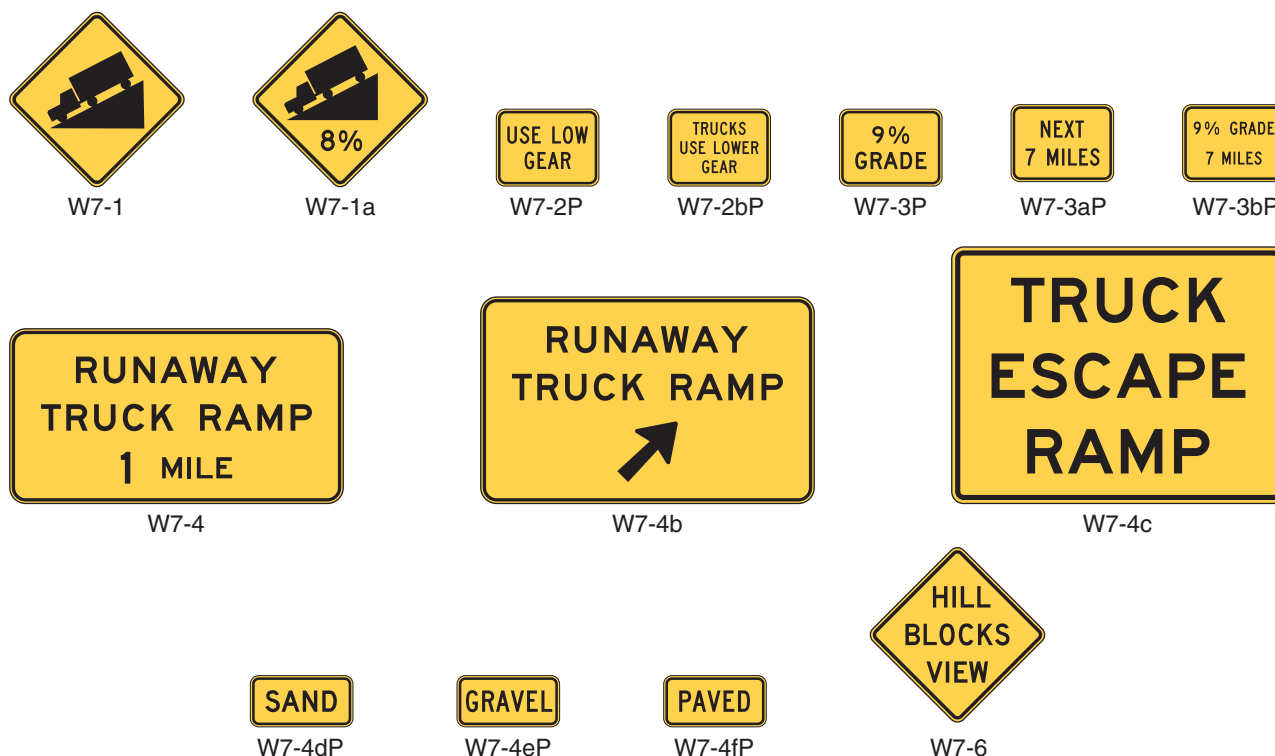 8%
USE LOW
GEAR
TRUCKS
USE LOWER
GEAR
9%
GRADE
NEXT
7 MILES
9% GRADE
7 MILES
W7-1
W7-1a
W7-2P
W7-2bP
W7-3P
W7-3aP
W7-3bP
RUNAWAY
TRUCK RAMP
1 MILE
RUNAWAY
TRUCK RAMP
TRUCK
ESCAPE
RAMP
W7-4
W7-4b
W7-4c
SAND
GRAVEL
PAVED
HILL
BLOCKS
VIEW
W7-4dP
W7-4eP
W7-4fP
W7-6